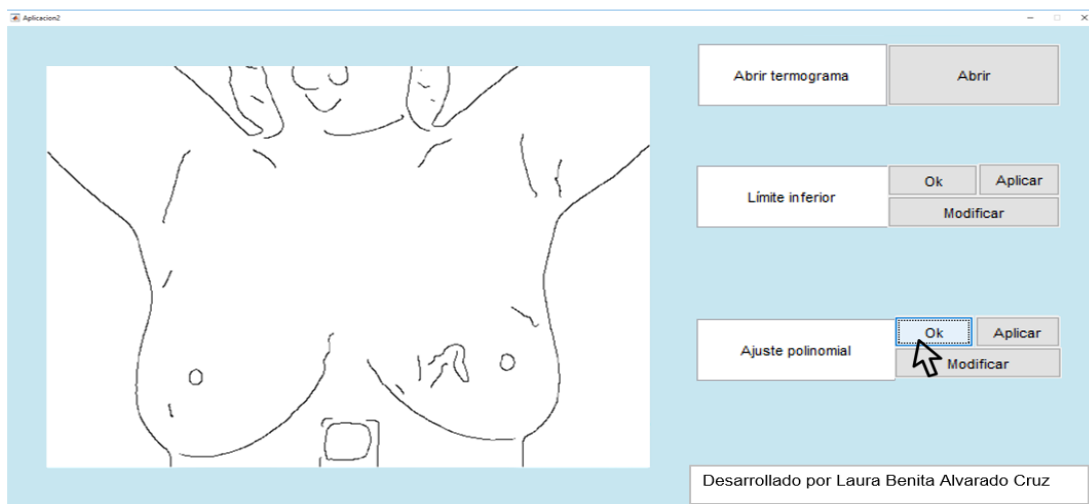 Aplicacion2
Abrir termograma
Abrir
Límite inferior
Ok
Aplicar
Modificar
Ajuste polinomial
Ok
Aplicar
Modificar
Desarrollado por Laura Benita Alvarado Cruz